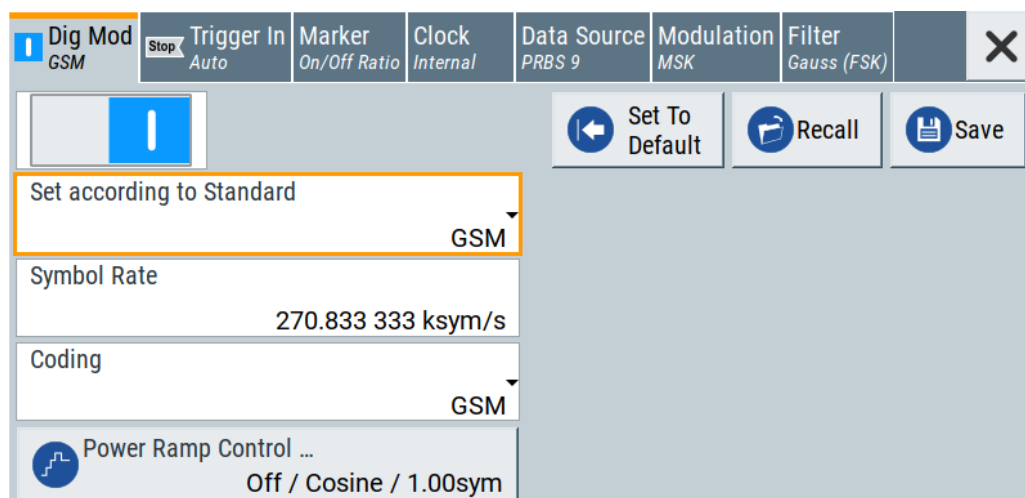 Dig Mod
GSM
Stop
Trigger In
Auto
Marker
On/Off Ratio
Clock
Internal
Data Source
PRBS 9
Modulation
MSK
Filter
Gauss (FSK)
Set To
Default
Recall
Save
Set according to Standard
GSM
Symbol Rate
270.833 333 ksym/s
Coding
GSM
Power Ramp Control ...
Off / Cosine / 1.00sym